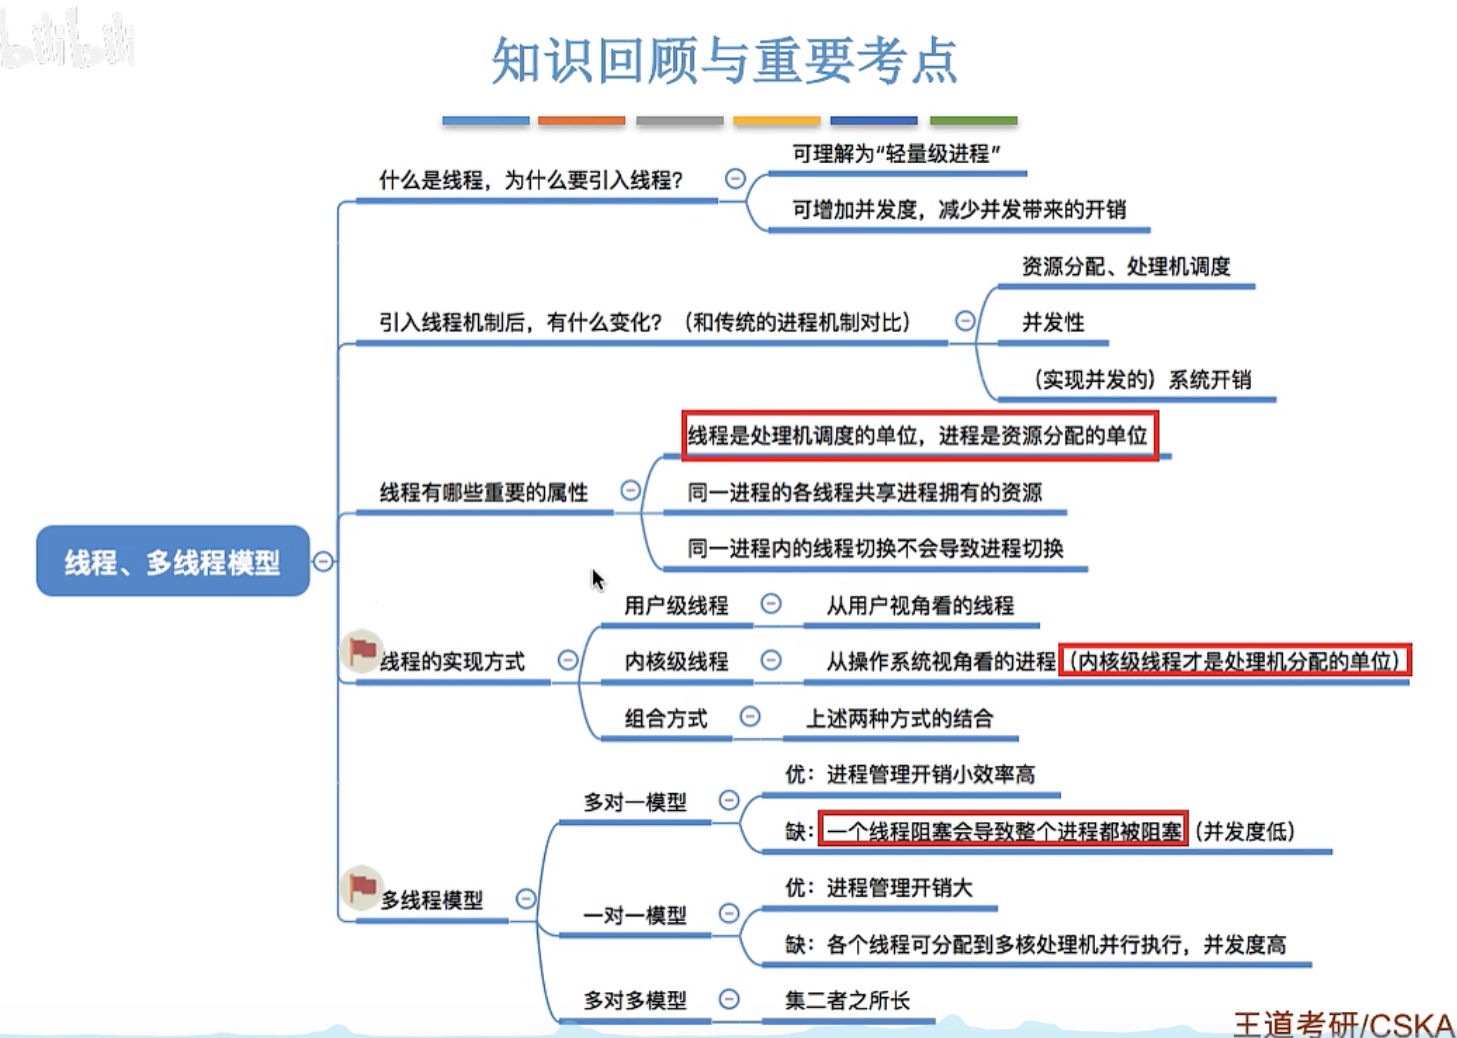 bilibili
知识回顾与重要考点
什么是线程，为什么要引入线程？
可理解为“轻量级进程”
可增加并发度，减少并发带来的开销
引入线程机制后，有什么变化？（和传统的进程机制对比）
资源分配、处理机调度
并发性
（实现并发的）系统开销
线程有哪些重要的属性
线程是处理机调度的单位，进程是资源分配的单位
同一进程的各线程共享进程拥有的资源
同一进程内的线程切换不会导致进程切换
线程、多线程模型
线程的实现方式
用户级线程
从用户视角看的线程
内核级线程
从操作系统视角看的进程（内核级线程才是处理机分配的单位）
组合方式
上述两种方式的结合
多线程模型
多对一模型
优：进程管理开销小效率高
缺：一个线程阻塞会导致整个进程都被阻塞（并发度低）
一对一模型
优：进程管理开销大
缺：各个线程可分配到多核处理机并行执行，并发度高
多对多模型
集二者之所长
王道考研/CSKA